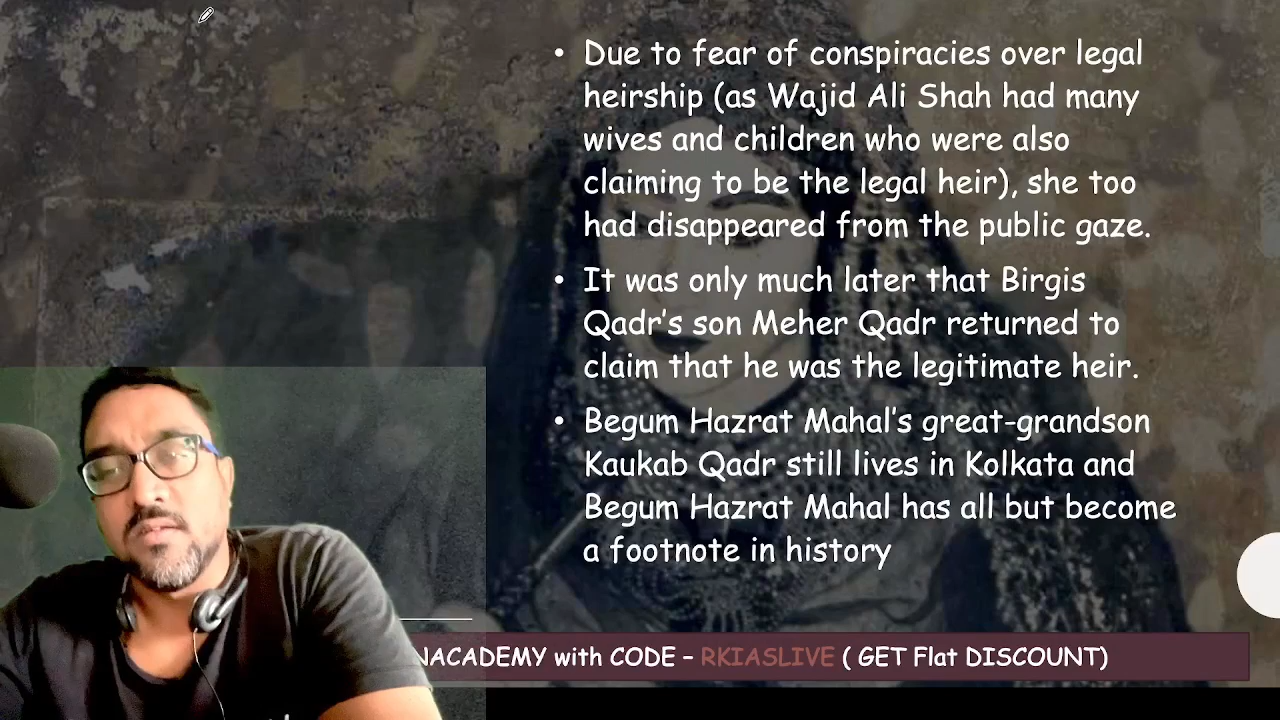 • Due to fear of conspiracies over legal
heirship (as Wajid Ali Shah had many
wives and children who were also
claiming to be the legal heir), she too
had disappeared from the public gaze.
• It was only much later that Birgis
Qadr's son Meher Qadr returned to
claim that he was the legitimate heir.
• Begum Hazrat Mahal's great-grandson
Kaukab Qadr still lives in Kolkata and
Begum Hazrat Mahal has all but become
a footnote in history
NACADEMY with CODE – RKIASLIVE ( GET Flat DISCOUNT)